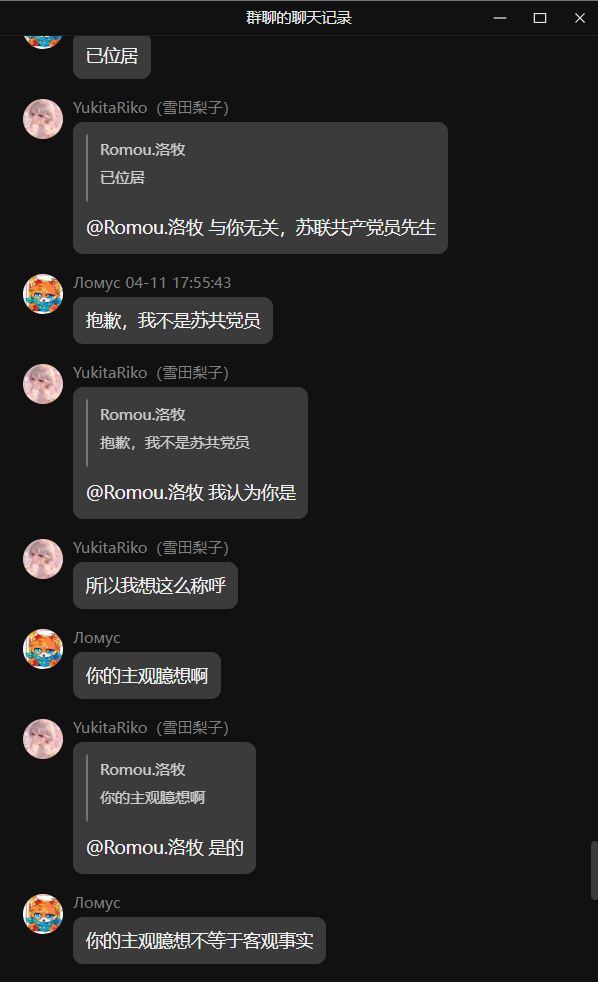 群聊的聊天记录
已位居
YukitaRiko（雪田梨子）
Romou.洛牧
已位居
@Romou.洛牧 与你无关，苏联共产党员先生
Ломус 04-11 17:55:43
抱歉，我不是苏共党员
YukitaRiko（雪田梨子）
Romou.洛牧
抱歉，我不是苏共党员
@Romou.洛牧 我认为你是
YukitaRiko（雪田梨子）
所以我想这么称呼
Ломус
你的主观臆想啊
YukitaRiko（雪田梨子）
Romou.洛牧
你的主观臆想啊
@Romou.洛牧 是的
Ломус
你的主观臆想不等于客观事实